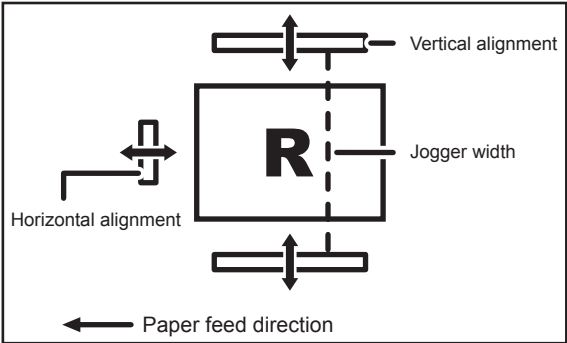 Vertical alignment
R
Jogger width
Horizontal alignment
Paper feed direction